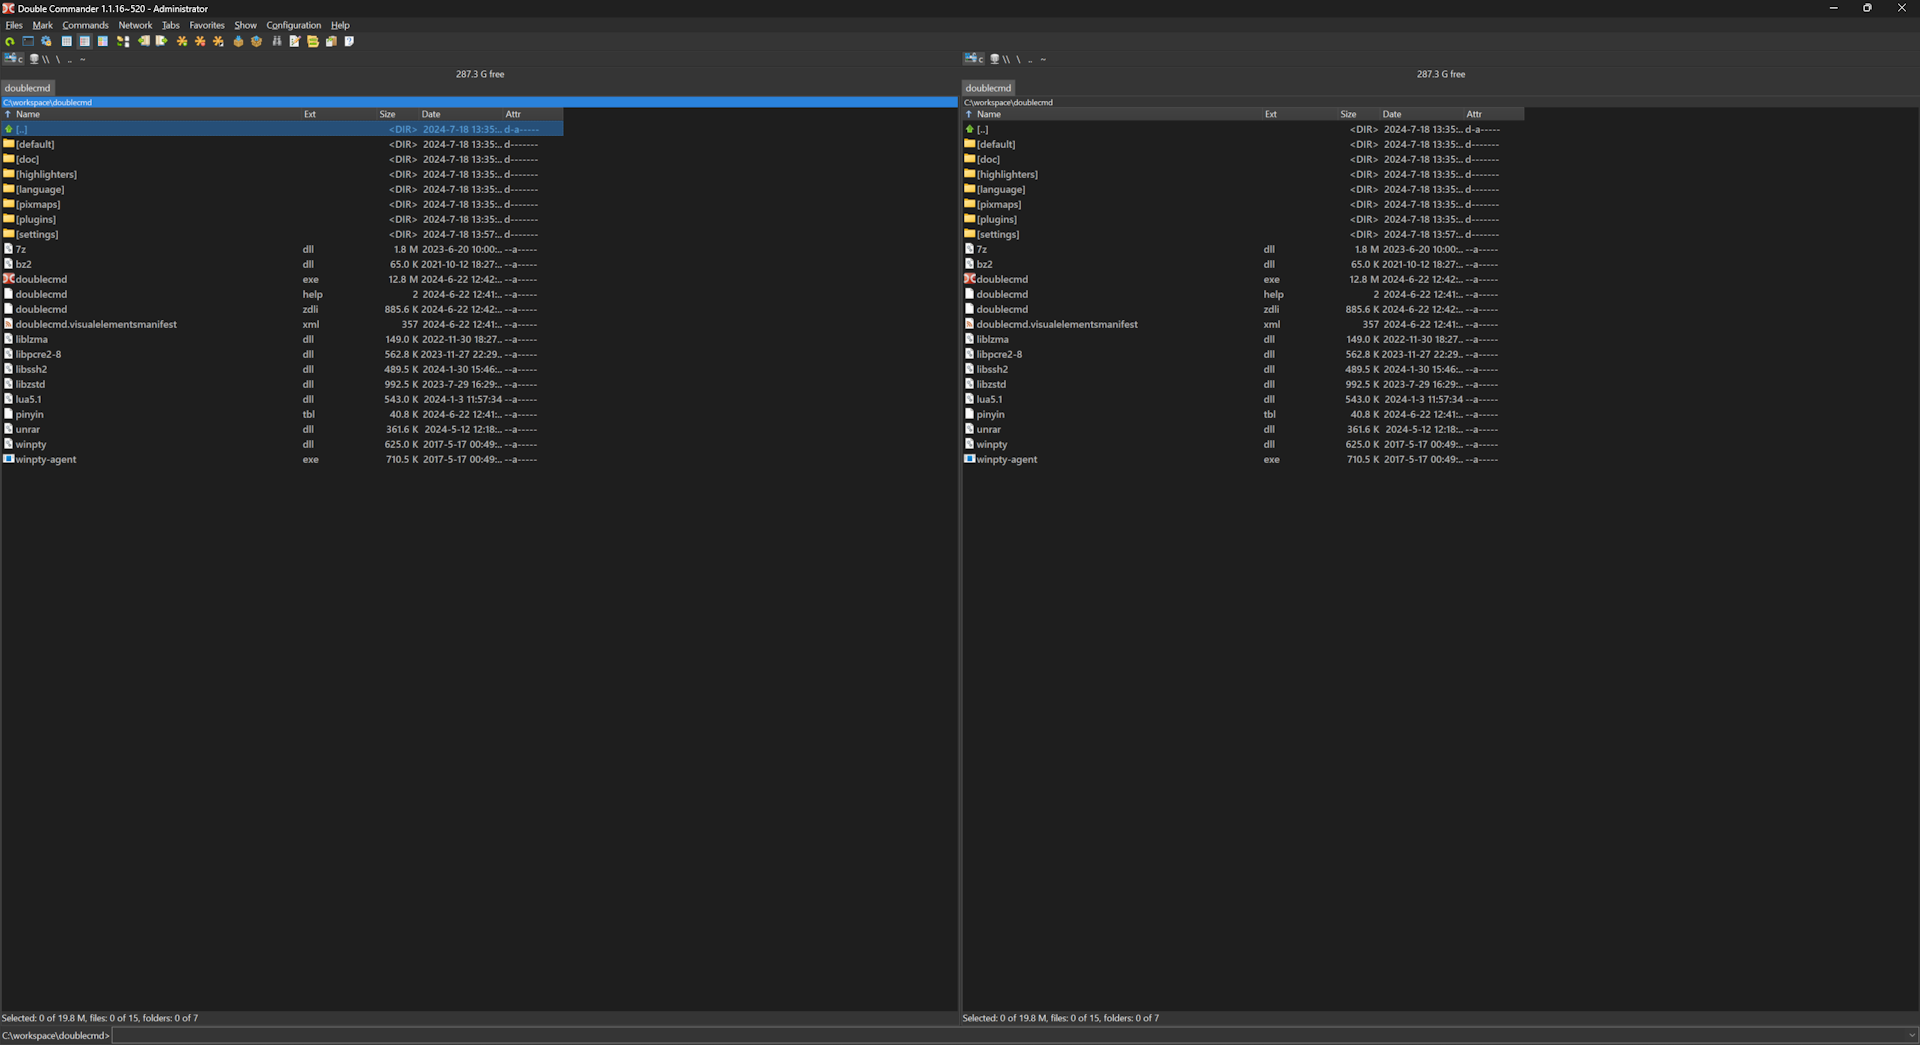 Double Commander 1.1.16~520 - Administrator
Files Mark Commands Network Tabs Favorites Show Configuration Help
c \\ \ .. ~
c \\ \ .. ~
287.3 G free
287.3 G free
doublecmd
doublecmd
C:\workspace\doublecmd
C:\workspace\doublecmd
Name Ext Size Date Attr
[..] <DIR> 2024-7-18 13:35:.. d-a-----
[default] <DIR> 2024-7-18 13:35:.. d-------
[doc] <DIR> 2024-7-18 13:35:.. d-------
[highlighters] <DIR> 2024-7-18 13:35:.. d-------
[language] <DIR> 2024-7-18 13:35:.. d-------
[pixmaps] <DIR> 2024-7-18 13:35:.. d-------
[plugins] <DIR> 2024-7-18 13:35:.. d-------
[settings] <DIR> 2024-7-18 13:57:.. d-------
7z dll 1.8 M 2023-6-20 10:00:.. --a-----
bz2 dll 65.0 K 2021-10-12 18:27:.. --a-----
doublecmd exe 12.8 M 2024-6-22 12:42:.. --a-----
doublecmd help 2 2024-6-22 12:41:.. --a-----
doublecmd zdli 885.6 K 2024-6-22 12:42:.. --a-----
doublecmd.visualelementsmanifest xml 357 2024-6-22 12:41:.. --a-----
liblzma dll 149.0 K 2022-11-30 18:27.. --a-----
libpcre2-8 dll 562.8 K 2023-11-27 22:29.. --a-----
libssh2 dll 489.5 K 2024-1-30 15:46:.. --a-----
libzstd dll 992.5 K 2023-7-29 16:29:.. --a-----
lua5.1 dll 543.0 K 2024-1-3 11:57:34 --a-----
pinyin tbl 40.8 K 2024-6-22 12:41:.. --a-----
unrar dll 361.6 K 2024-5-12 12:18:.. --a-----
winpty dll 625.0 K 2017-5-17 00:49:.. --a-----
winpty-agent exe 710.5 K 2017-5-17 00:49:.. --a-----
Name Ext Size Date Attr
[..] <DIR> 2024-7-18 13:35:.. d-a-----
[default] <DIR> 2024-7-18 13:35:.. d-------
[doc] <DIR> 2024-7-18 13:35:.. d-------
[highlighters] <DIR> 2024-7-18 13:35:.. d-------
[language] <DIR> 2024-7-18 13:35:.. d-------
[pixmaps] <DIR> 2024-7-18 13:35:.. d-------
[plugins] <DIR> 2024-7-18 13:35:.. d-------
[settings] <DIR> 2024-7-18 13:57:.. d-------
7z dll 1.8 M 2023-6-20 10:00:.. --a-----
bz2 dll 65.0 K 2021-10-12 18:27:.. --a-----
doublecmd exe 12.8 M 2024-6-22 12:42:.. --a-----
doublecmd help 2 2024-6-22 12:41:.. --a-----
doublecmd zdli 885.6 K 2024-6-22 12:42:.. --a-----
doublecmd.visualelementsmanifest xml 357 2024-6-22 12:41:.. --a-----
liblzma dll 149.0 K 2022-11-30 18:27.. --a-----
libpcre2-8 dll 562.8 K 2023-11-27 22:29.. --a-----
libssh2 dll 489.5 K 2024-1-30 15:46:.. --a-----
libzstd dll 992.5 K 2023-7-29 16:29:.. --a-----
lua5.1 dll 543.0 K 2024-1-3 11:57:34 --a-----
pinyin tbl 40.8 K 2024-6-22 12:41:.. --a-----
unrar dll 361.6 K 2024-5-12 12:18:.. --a-----
winpty dll 625.0 K 2017-5-17 00:49:.. --a-----
winpty-agent exe 710.5 K 2017-5-17 00:49:.. --a-----
Selected: 0 of 19.8 M, files: 0 of 15, folders: 0 of 7
Selected: 0 of 19.8 M, files: 0 of 15, folders: 0 of 7
C:\workspace\doublecmd>